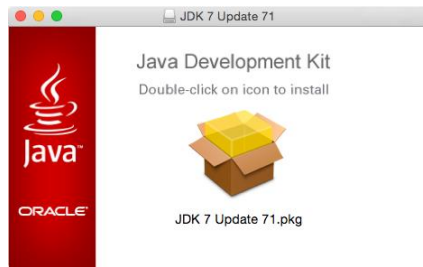 JDK 7 Update 71
Java Development Kit
Double-click on icon to install
Java™
ORACLE®
JDK 7 Update 71.pkg